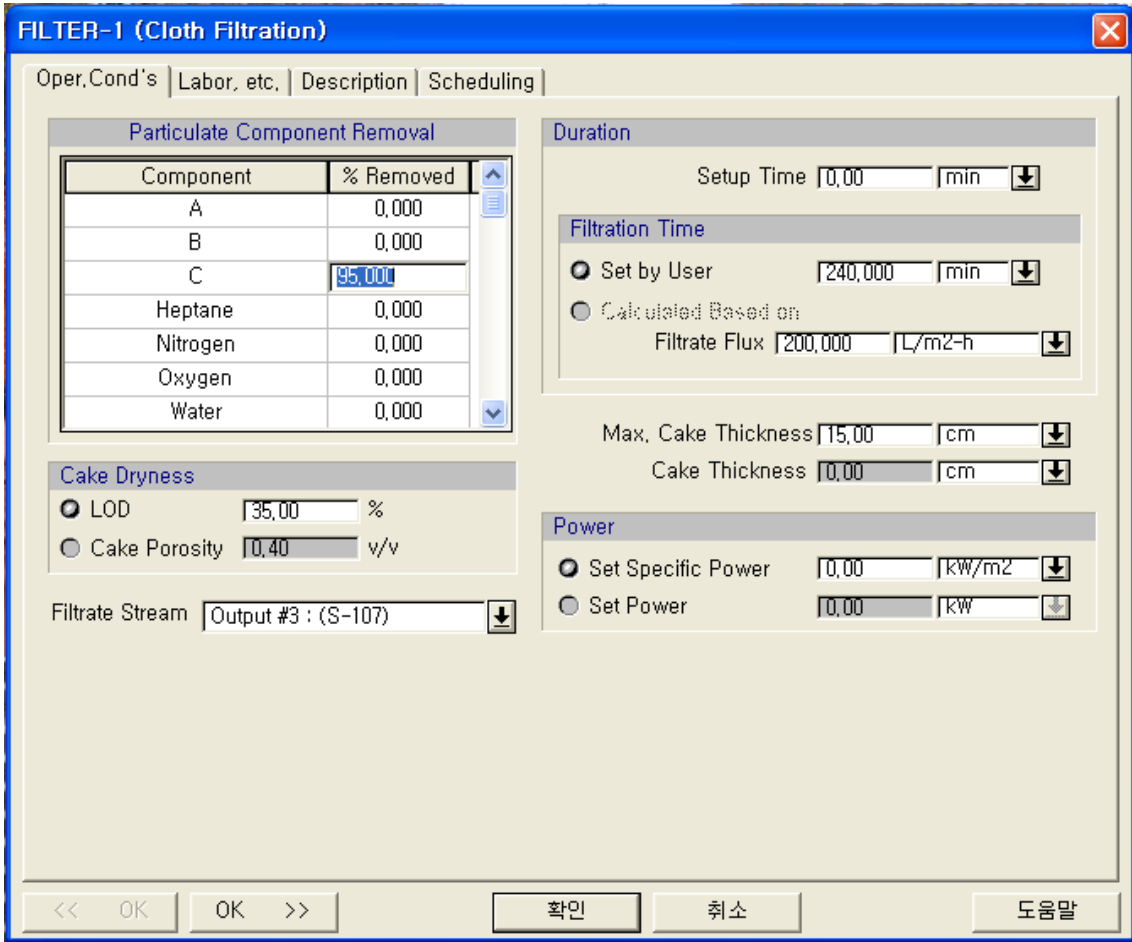 FILTER-1 (Cloth Filtration)
Oper,Cond's Labor, etc, Description Scheduling
Particulate Component Removal
Component % Removed
A 0,000
B 0,000
C 95,000
Heptane 0,000
Nitrogen 0,000
Oxygen 0,000
Water 0,000
Cake Dryness
LOD 35,00 %
Cake Porosity 0,40 v/v
Filtrate Stream Output #3 : (S-107)
Duration
Setup Time 0,00 min
Filtration Time
Set by User 240,000 min
Calculated Based on
Filtrate Flux 200,000 L/m2-h
Max, Cake Thickness 15,00 cm
Cake Thickness 0,00 cm
Power
Set Specific Power 0,00 kW/m2
Set Power 0,00 kW
<< OK OK >> 확인 취소 도움말